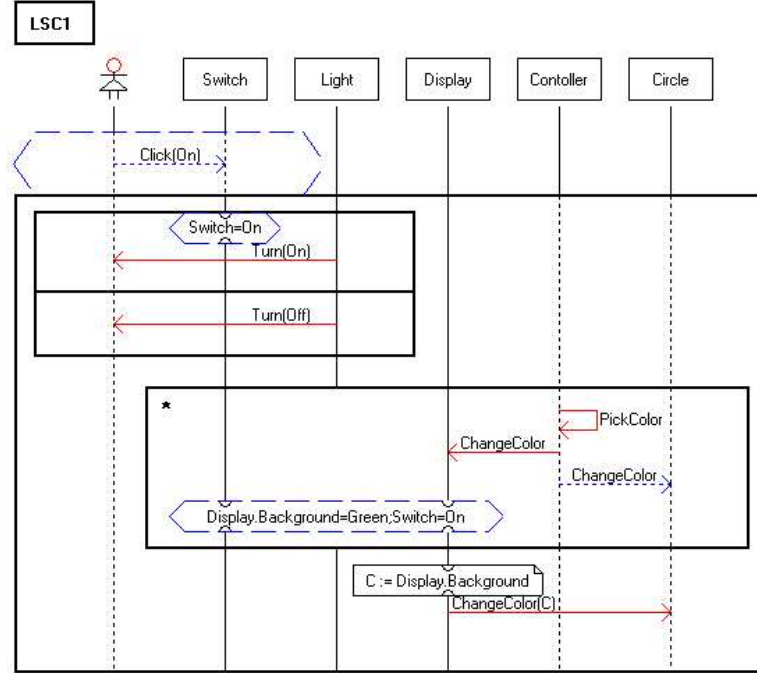 LSC1
Switch
Light
Display
Contoller
Circle
Click(On)
Switch=On
Turn(On)
Turn(Off)
*
PickColor
ChangeColor
ChangeColor
Display.Background=Green;Switch=On
C := Display.Background
ChangeColor(C)